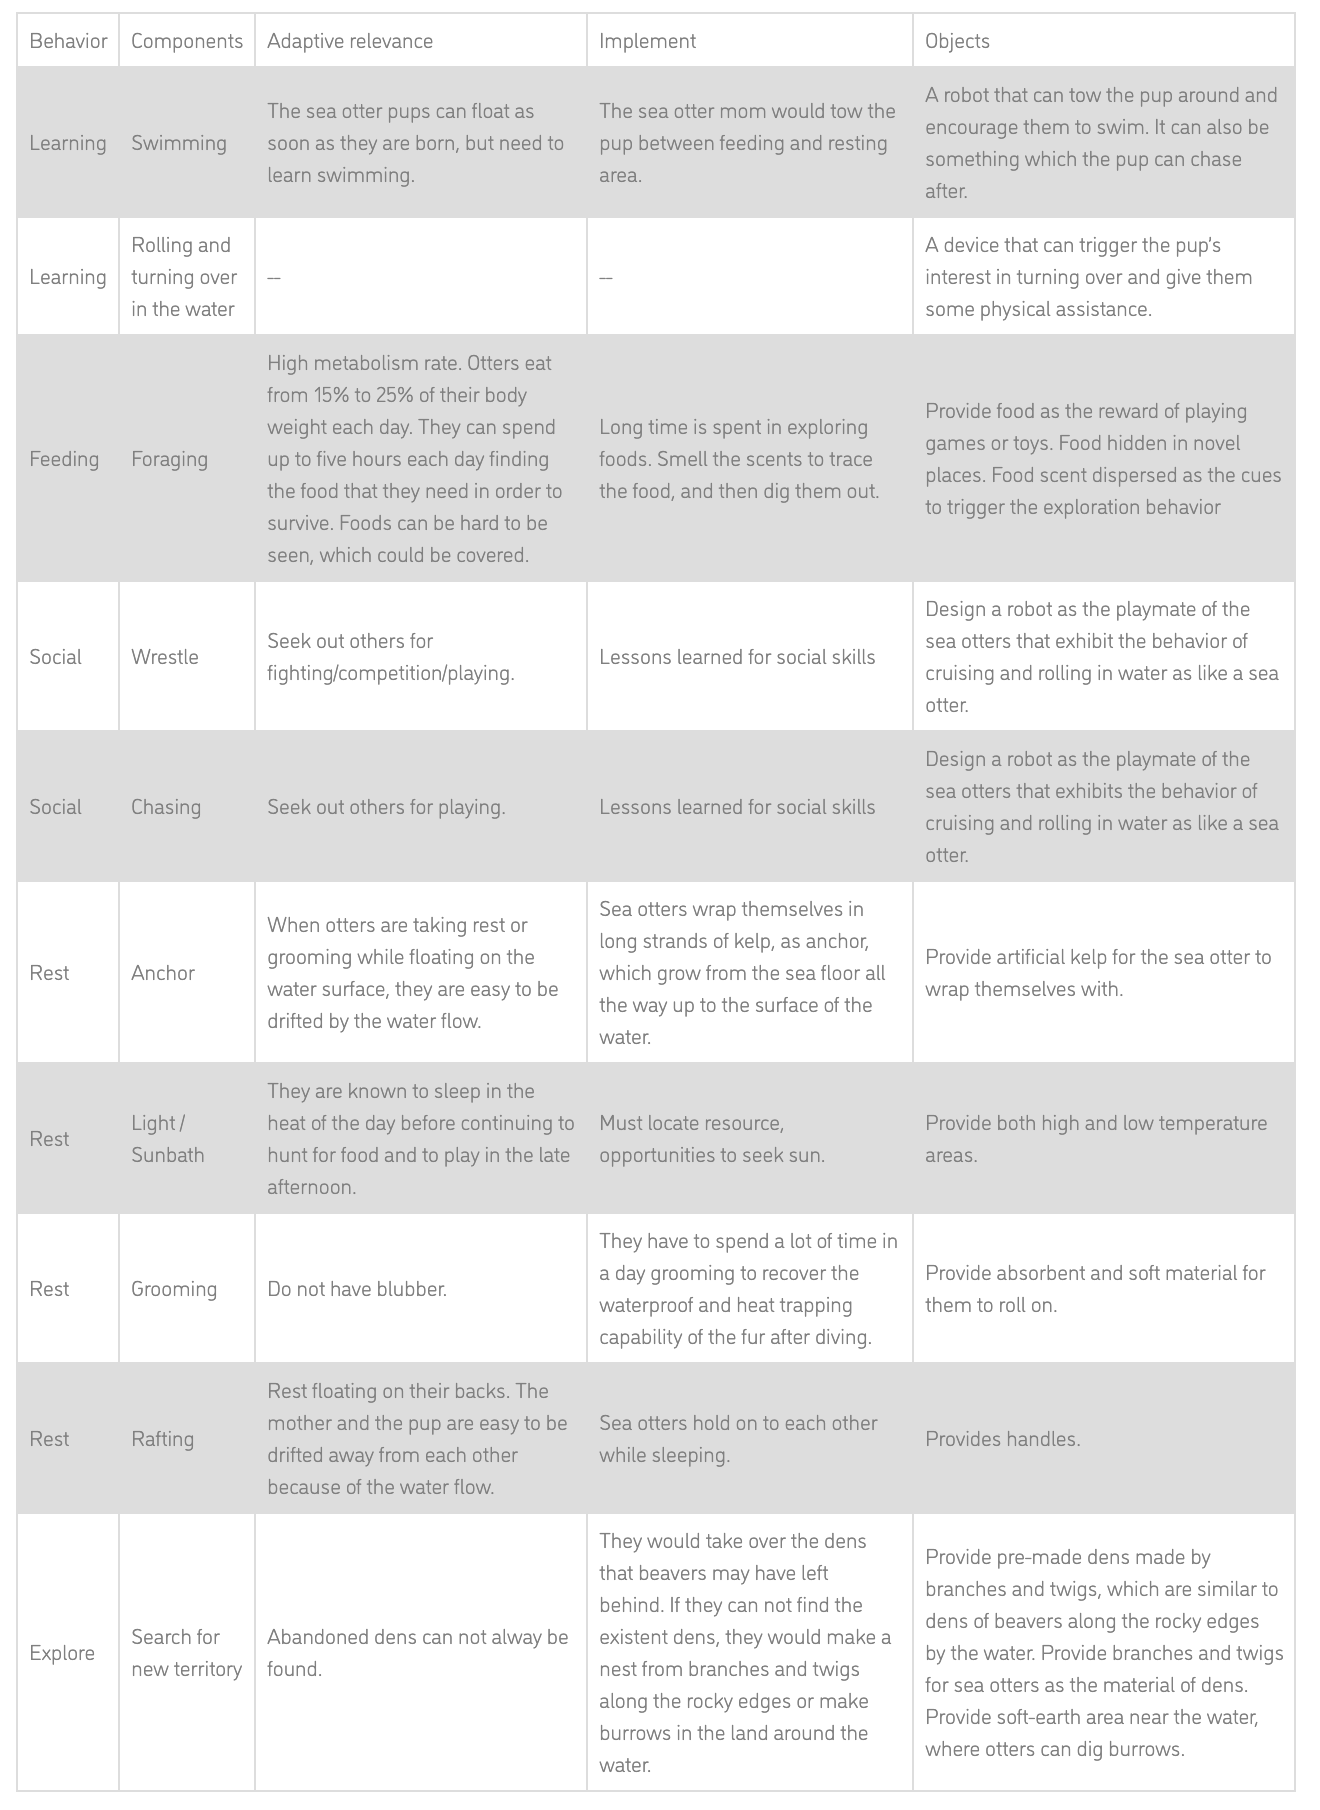 Behavior
Components
Adaptive relevance
Implement
Objects
Learning
Swimming
The sea otter pups can float as
soon as they are born, but need to
learn swimming.
The sea otter mom would tow the
pup between feeding and resting
area.
A robot that can tow the pup around and
encourage them to swim. It can also be
something which the pup can chase
after.
Learning
Rolling and
turning over
in the water
--
--
A device that can trigger the pup's
interest in turning over and give them
some physical assistance.
Feeding
Foraging
High metabolism rate. Otters eat
from 15% to 25% of their body
weight each day. They can spend
up to five hours each day finding
the food that they need in order to
survive. Foods can be hard to be
seen, which could be covered.
Long time is spent in exploring
foods. Smell the scents to trace
the food, and then dig them out.
Provide food as the reward of playing
games or toys. Food hidden in novel
places. Food scent dispersed as the cues
to trigger the exploration behavior
Social
Wrestle
Seek out others for
fighting/competition/playing.
Lessons learned for social skills
Design a robot as the playmate of the
sea otters that exhibit the behavior of
cruising and rolling in water as like a sea
otter.
Social
Chasing
Seek out others for playing.
Lessons learned for social skills
Design a robot as the playmate of the
sea otters that exhibits the behavior of
cruising and rolling in water as like a sea
otter.
Rest
Anchor
When otters are taking rest or
grooming while floating on the
water surface, they are easy to be
drifted by the water flow.
Sea otters wrap themselves in
long strands of kelp, as anchor,
which grow from the sea floor all
the way up to the surface of the
water.
Provide artificial kelp for the sea otter to
wrap themselves with.
Rest
Light /
Sunbath
They are known to sleep in the
heat of the day before continuing to
hunt for food and to play in the late
afternoon.
Must locate resource,
opportunities to seek sun.
Provide both high and low temperature
areas.
Rest
Grooming
Do not have blubber.
They have to spend a lot of time in
a day grooming to recover the
waterproof and heat trapping
capability of the fur after diving.
Provide absorbent and soft material for
them to roll on.
Rest
Rafting
Rest floating on their backs. The
mother and the pup are easy to be
drifted away from each other
because of the water flow.
Sea otters hold on to each other
while sleeping.
Provides handles.
Explore
Search for
new territory
Abandoned dens can not alway be
found.
They would take over the dens
that beavers may have left
behind. If they can not find the
existent dens, they would make a
nest from branches and twigs
along the rocky edges or make
burrows in the land around the
water.
Provide pre-made dens made by
branches and twigs, which are similar to
dens of beavers along the rocky edges
by the water. Provide branches and twigs
for sea otters as the material of dens.
Provide soft-earth area near the water,
where otters can dig burrows.